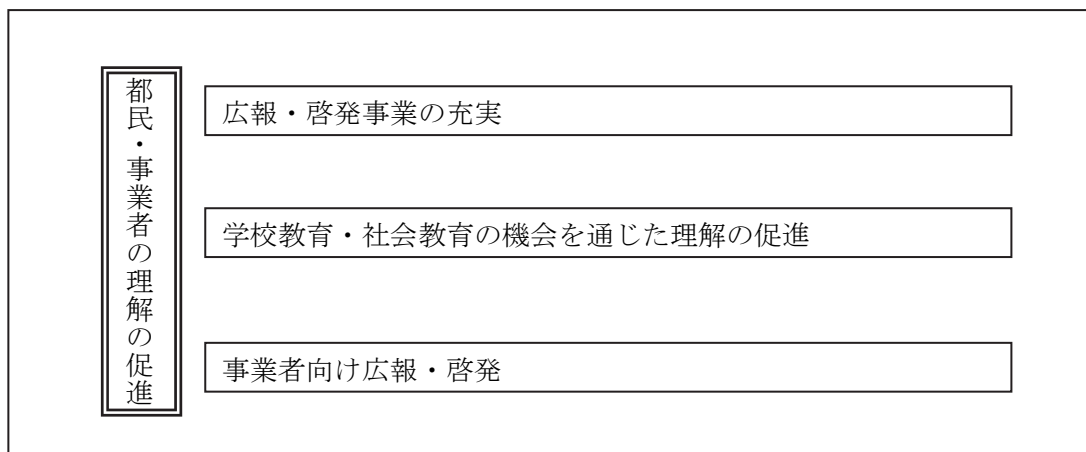 都民・事業者の理解の促進
広報・啓発事業の充実
学校教育・社会教育の機会を通じた理解の促進
事業者向け広報・啓発